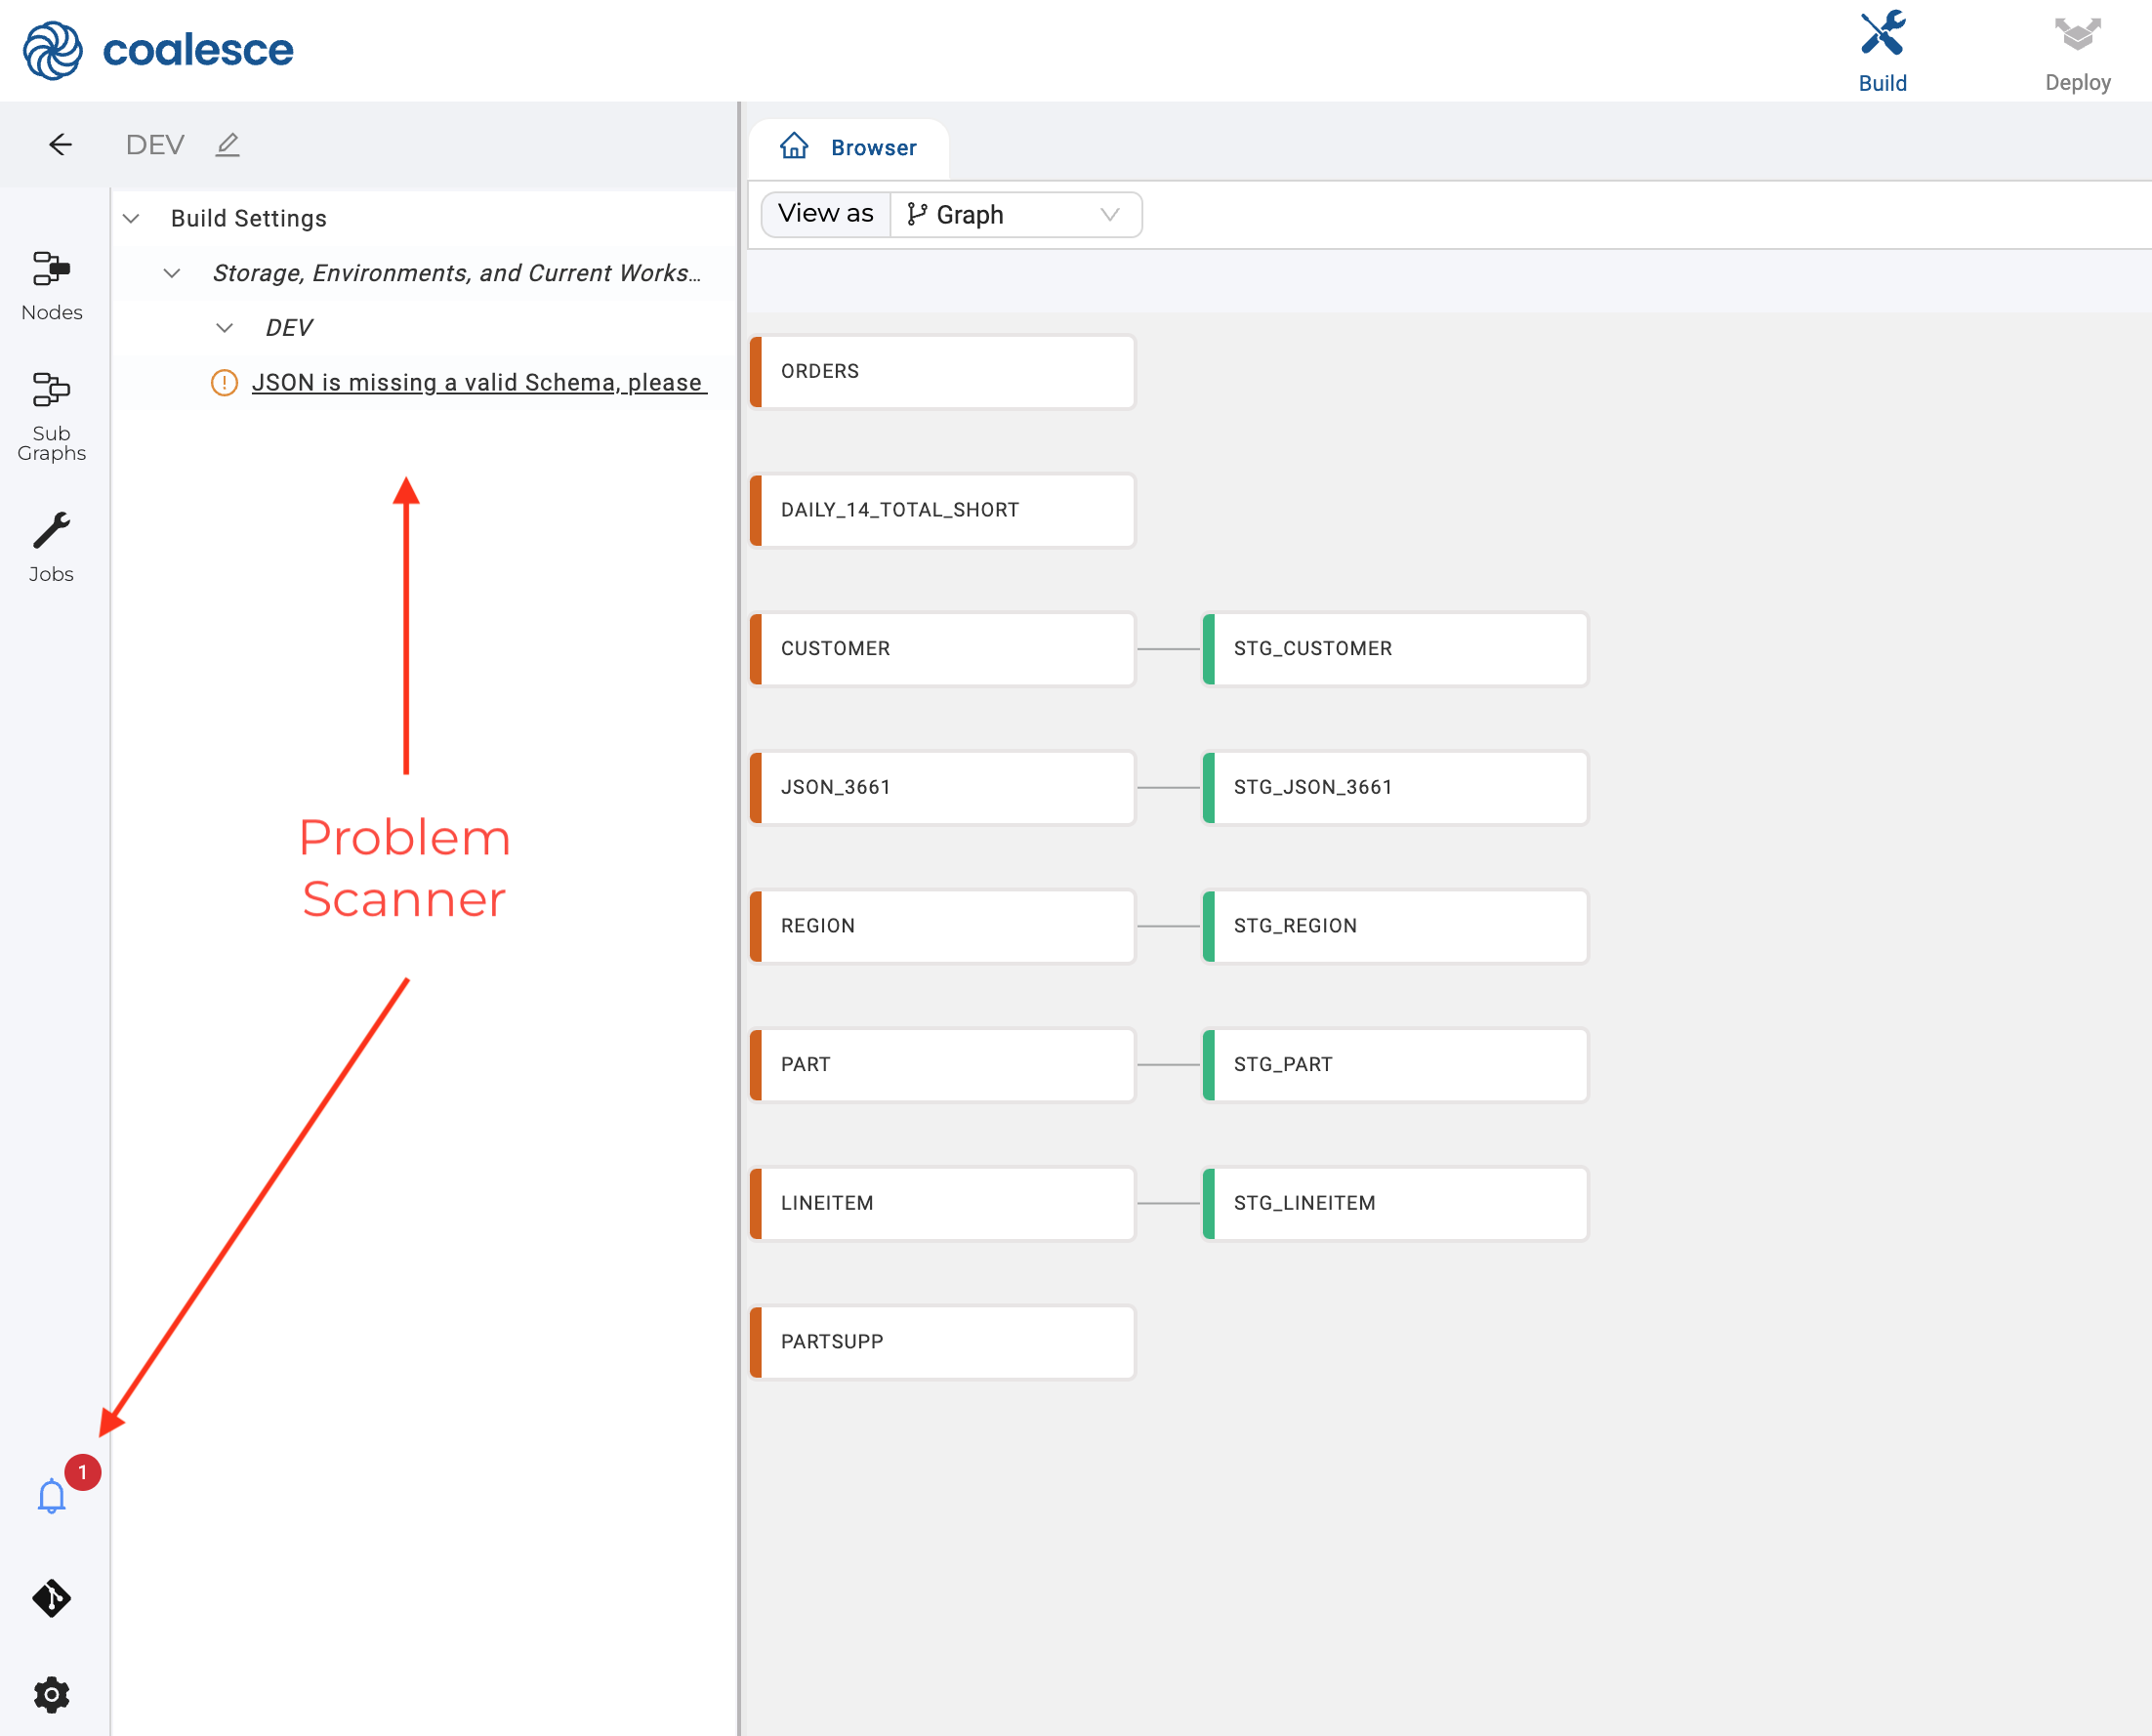 coalesce
Build
Deploy
DEV
Browser
View as
Graph
Build Settings
Storage, Environments, and Current Works...
DEV
JSON is missing a valid Schema, please
Nodes
Sub
Graphs
Jobs
Problem
Scanner
1
ORDERS
DAILY_14_TOTAL_SHORT
CUSTOMER
STG_CUSTOMER
JSON_3661
STG_JSON_3661
REGION
STG_REGION
PART
STG_PART
LINEITEM
STG_LINEITEM
PARTSUPP